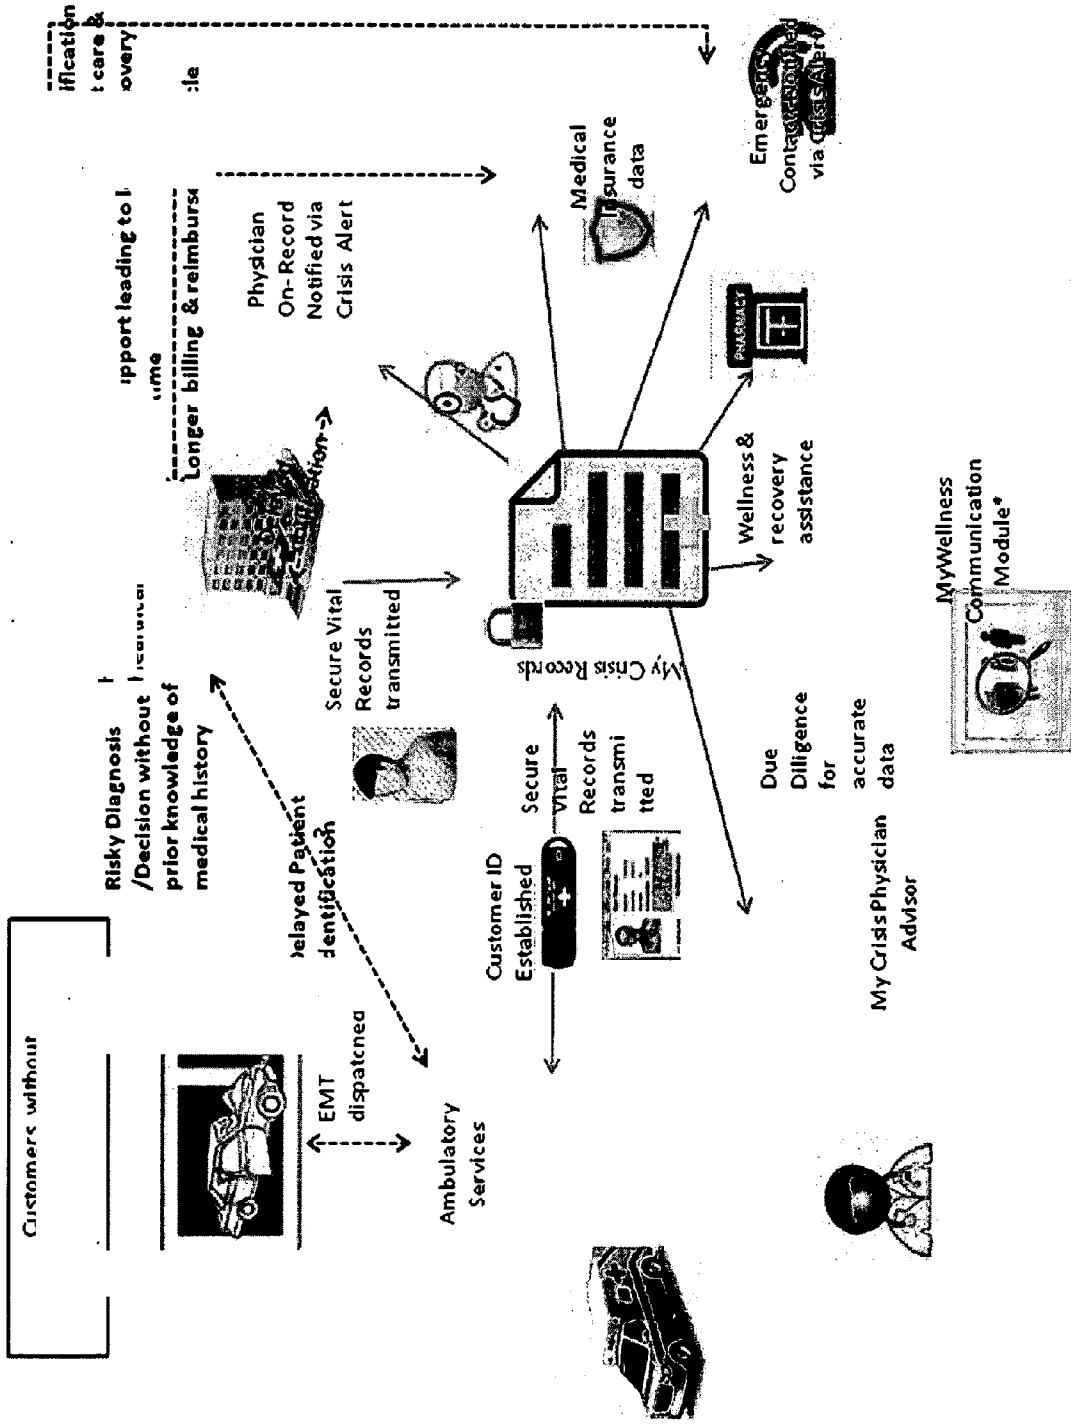 Customers without
EMT
dispatched
Ambulatory
Services
Risky Diagnosis
/Decision without
prior knowledge of
medical history
Delayed Patient
identification
Longer billing & reimburse
Physician
On-Record
Notified via
Crisis Alert
Secure Vital
Records
transmitted
Customer ID
Established
Secure
Vital
Records
transmi
tted
My Crisis Records
Medical
Insurance
data
Emergency
via Crisis Alert
PHARMACY
Wellness &
recovery
assistance
Due
Diligence
for
accurate
data
My Crisis Physician
Advisor
MyWellness
Communication
Module*